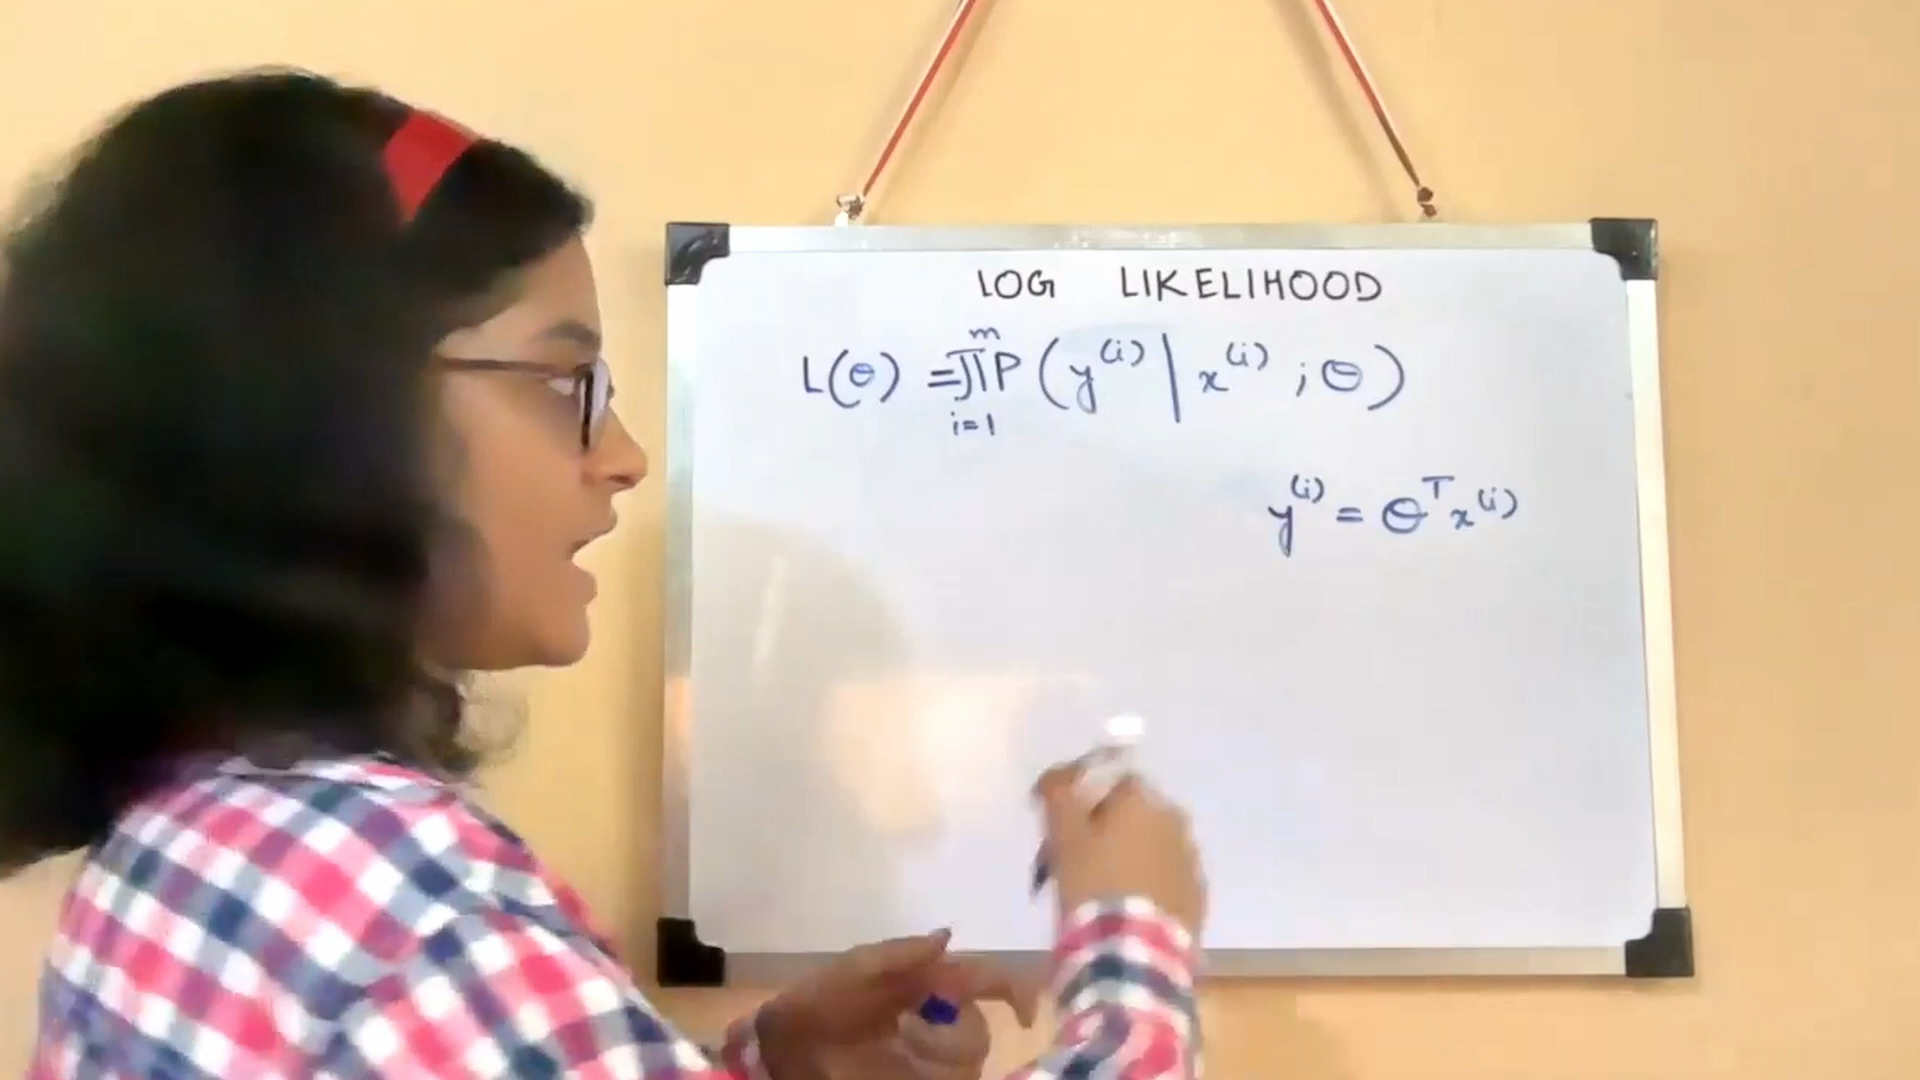 LOG LIKELIHOOD
L(θ) = ∏_{i=1}^{m} P(y^{(i)} | x^{(i)} ; θ)
y^{(i)} = θ^T x^{(i)}